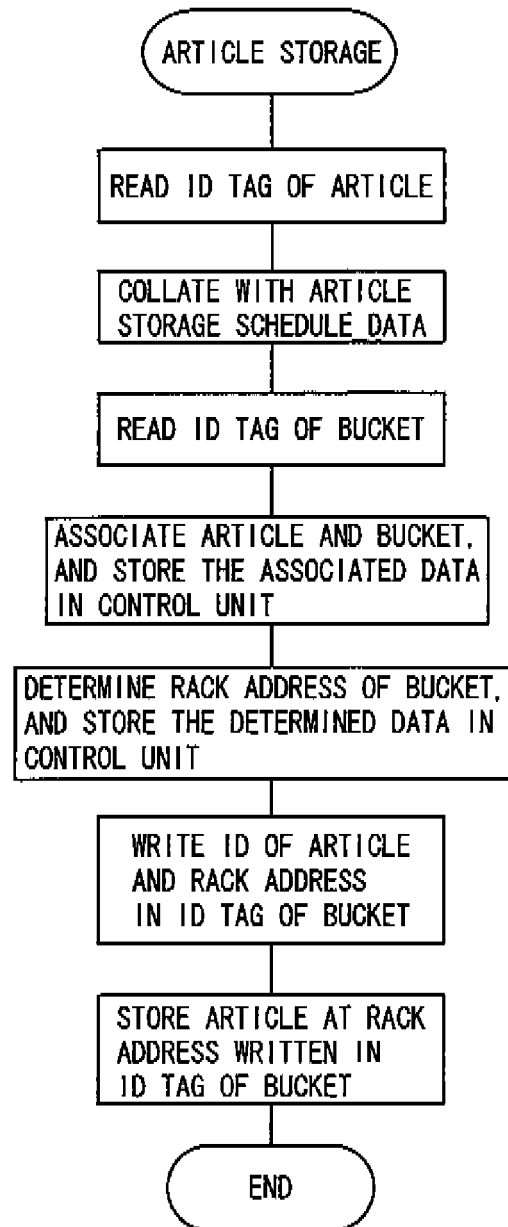 ARTICLE STORAGE
READ ID TAG OF ARTICLE
COLLATE WITH ARTICLE
STORAGE SCHEDULE DATA
READ ID TAG OF BUCKET
ASSOCIATE ARTICLE AND BUCKET,
AND STORE THE ASSOCIATED DATA
IN CONTROL UNIT
DETERMINE RACK ADDRESS OF BUCKET,
AND STORE THE DETERMINED DATA IN
CONTROL UNIT
WRITE ID OF ARTICLE
AND RACK ADDRESS
IN ID TAG OF BUCKET
STORE ARTICLE AT RACK
ADDRESS WRITTEN IN
ID TAG OF BUCKET
END